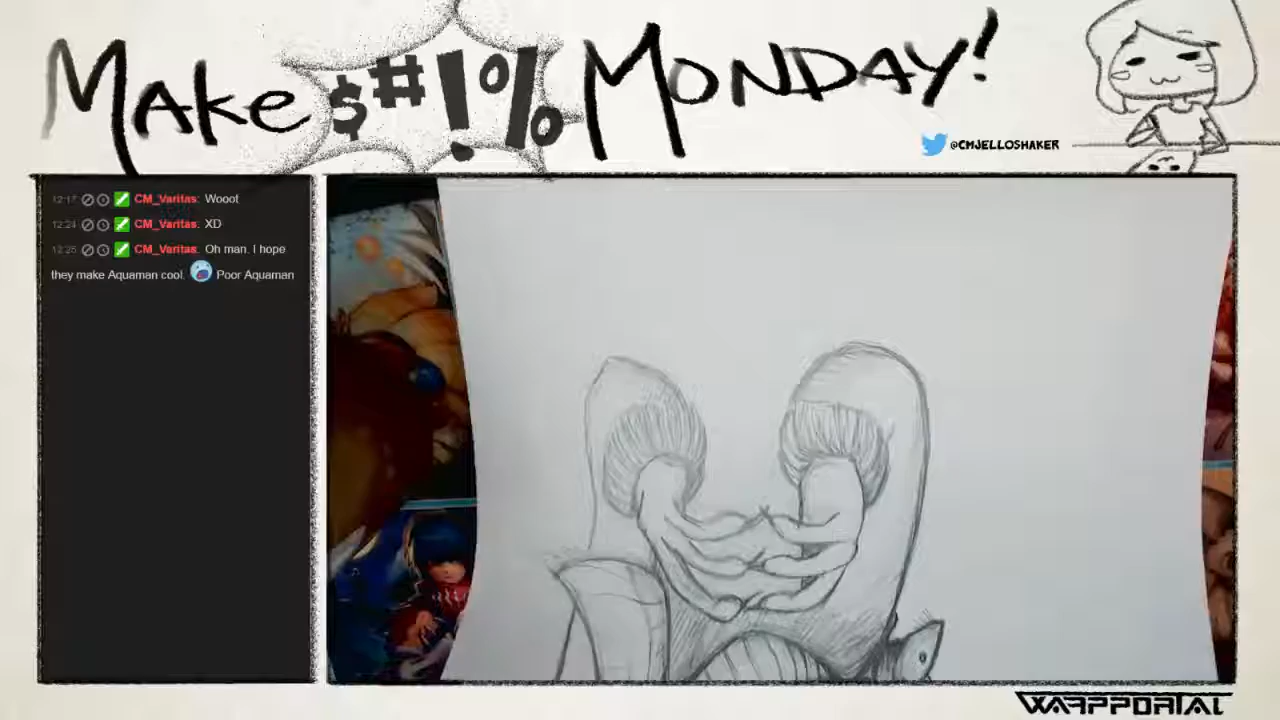 Make $#!% Monday!
@CMJELLOSHAKER
12:17 CM_Varitas: Wooot
12:24 CM_Varitas: XD
12:25 CM_Varitas: Oh man. I hope
they make Aquaman cool. Poor Aquaman
WARPPORTAL